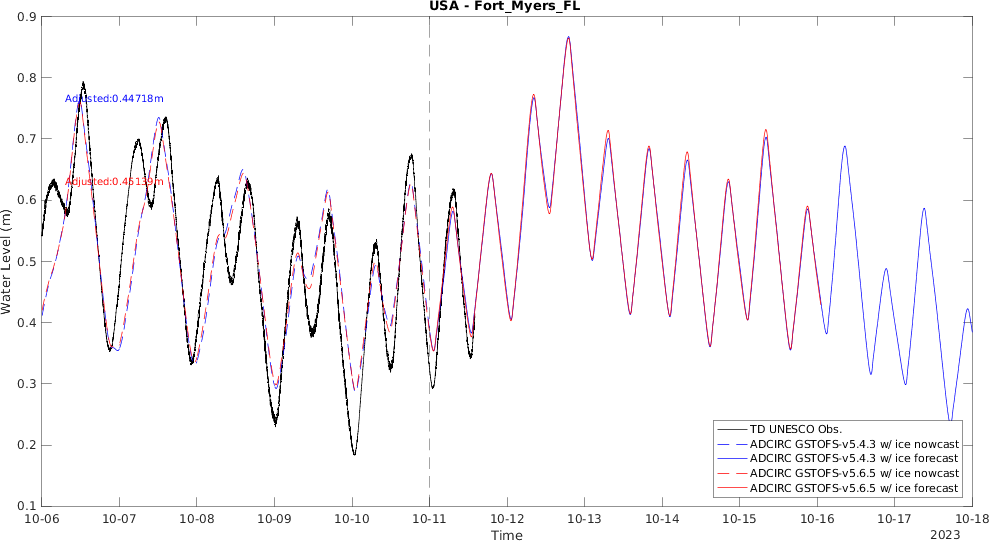 USA - Fort_Myers_FL
0.9
0.8
0.7
0.6
0.5
0.4
0.3
0.2
0.1
Water Level (m)
Adjusted:0.44718m
Adjusted:0.45139m
TD UNESCO Obs.
ADCIRC GSTOFS-v5.4.3 w/ ice nowcast
ADCIRC GSTOFS-v5.4.3 w/ ice forecast
ADCIRC GSTOFS-v5.6.5 w/ ice nowcast
ADCIRC GSTOFS-v5.6.5 w/ ice forecast
10-06 10-07 10-08 10-09 10-10 10-11 10-12 10-13 10-14 10-15 10-16 10-17 10-18
Time
2023